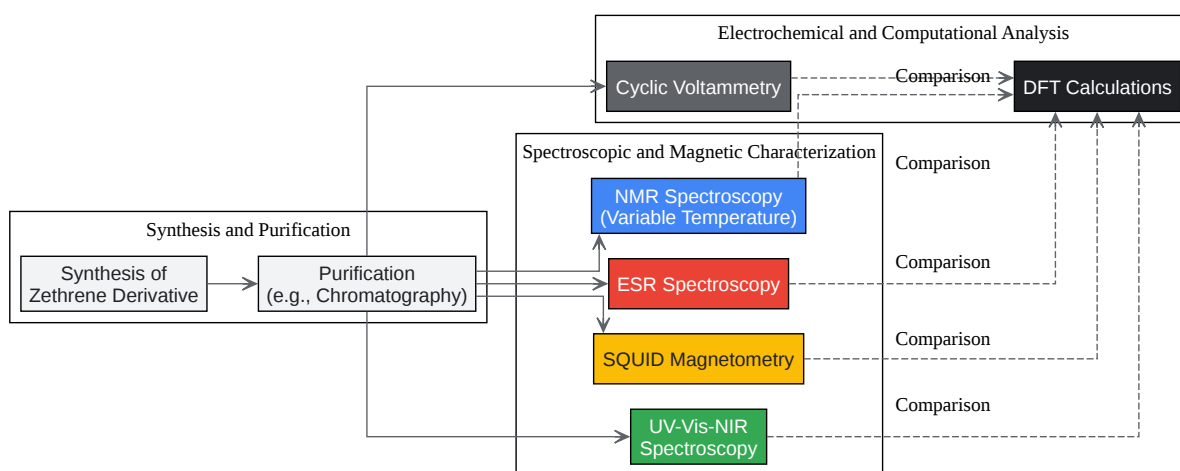 Electrochemical and Computational Analysis
Cyclic Voltammetry
Comparison
DFT Calculations
Spectroscopic and Magnetic Characterization
Comparison
NMR Spectroscopy
(Variable Temperature)
Synthesis and Purification
Synthesis of
Zethrene Derivative
Purification
(e.g., Chromatography)
Comparison
ESR Spectroscopy
Comparison
SQUID Magnetometry
Comparison
UV-Vis-NIR
Spectroscopy